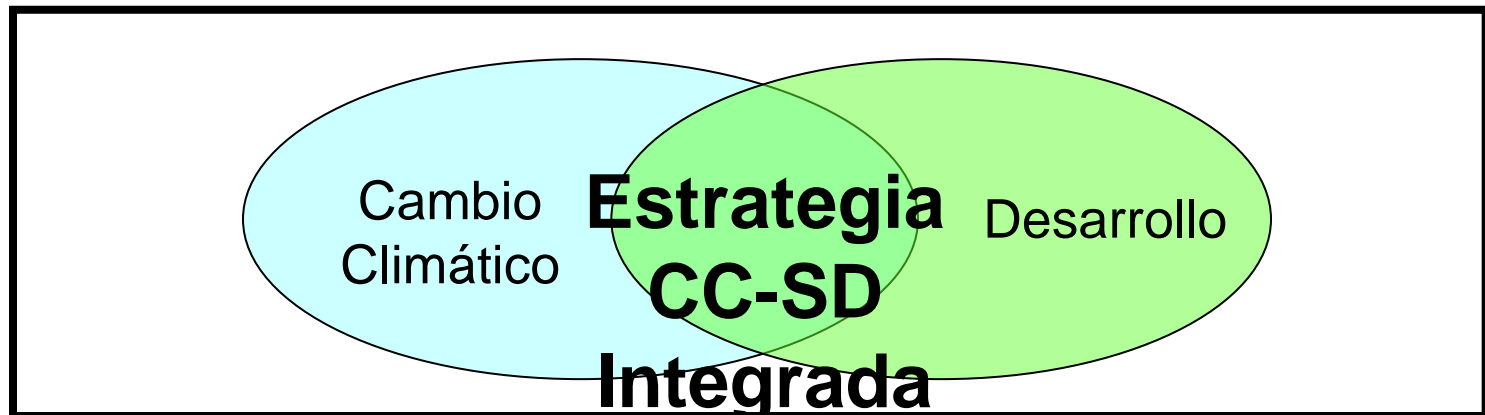 Cambio
Climático
Estrategia
CC-SD
Integrada
Desarrollo